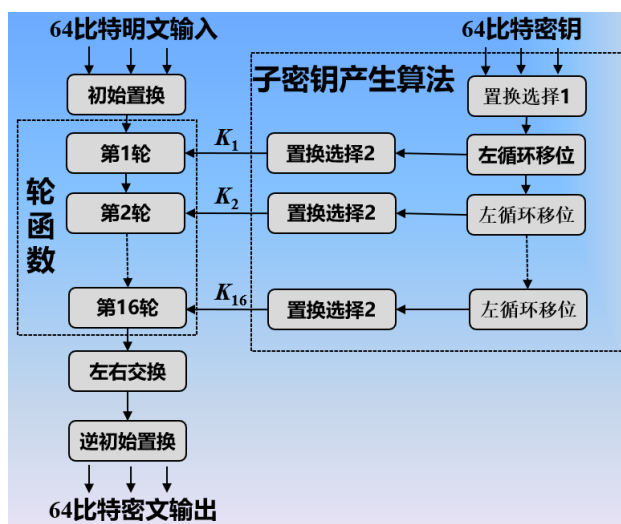 64比特明文输入
64比特密钥
子密钥产生算法
初始置换
置换选择1
轮函数
第1轮
K1
置换选择2
左循环移位
第2轮
K2
置换选择2
左循环移位
第16轮
K16
置换选择2
左循环移位
左右交换
逆初始置换
64比特密文输出